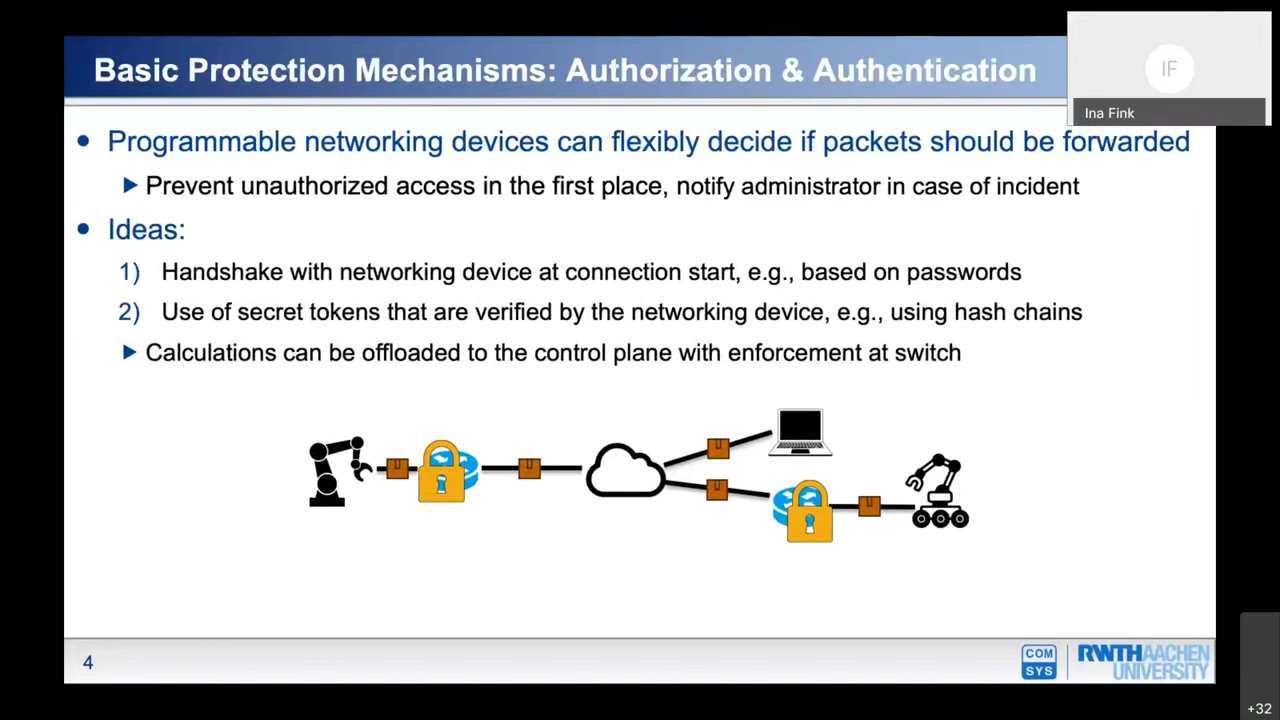 Basic Protection Mechanisms: Authorization & Authentication
IF
Ina Fink
Programmable networking devices can flexibly decide if packets should be forwarded
Prevent unauthorized access in the first place, notify administrator in case of incident
Ideas:
1) Handshake with networking device at connection start, e.g., based on passwords
2) Use of secret tokens that are verified by the networking device, e.g., using hash chains
Calculations can be offloaded to the control plane with enforcement at switch
4
COM
SYS
RWTH AACHEN
UNIVERSITY
+32